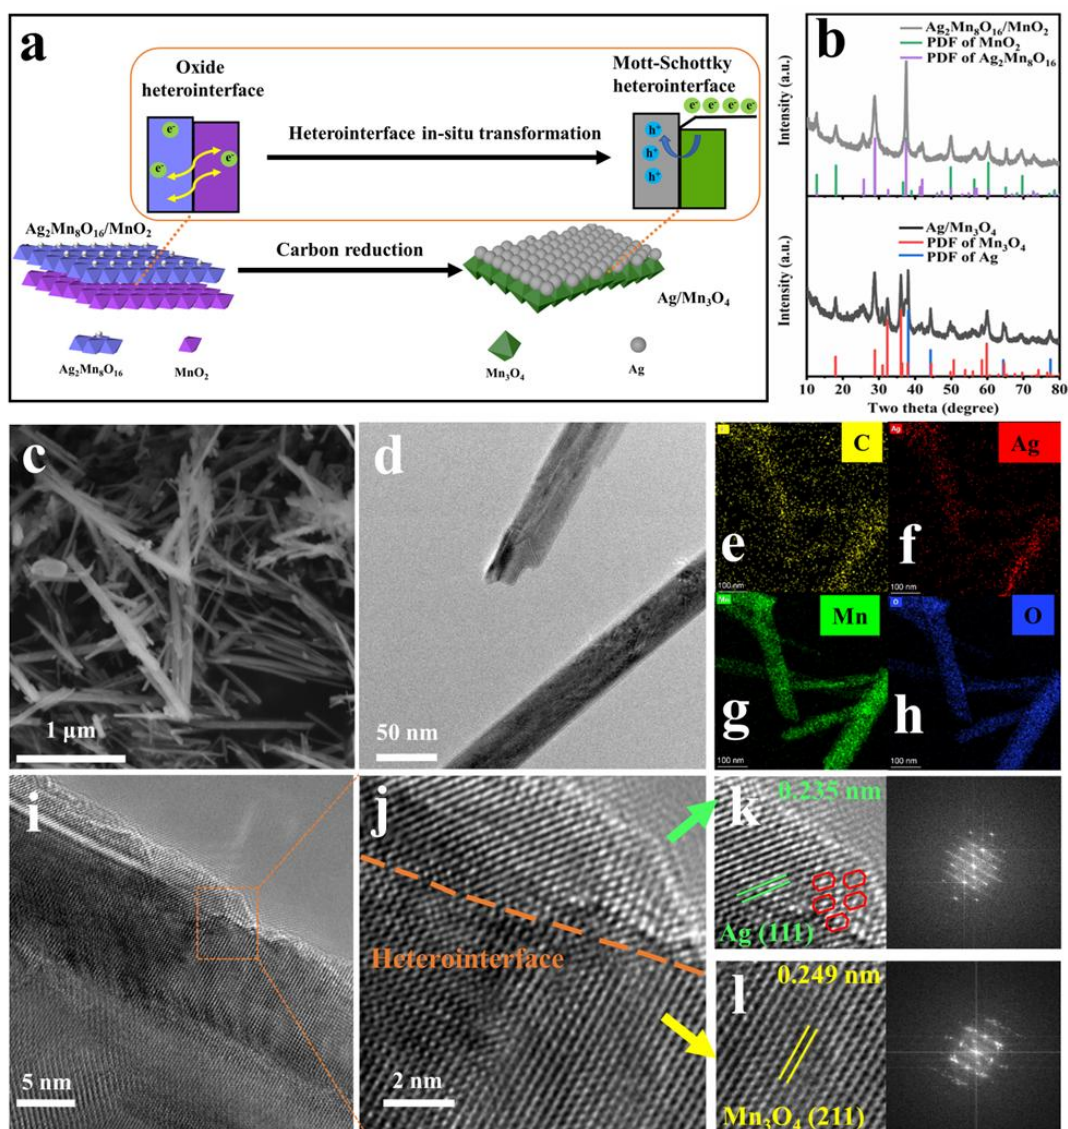 a
Oxide
heterointerface
Mott-Schottky
heterointerface
e⁻ e⁻ e⁻ e⁻
e⁻
e⁻
Heterointerface in-situ transformation
h⁺
h⁺
h⁺
Ag₂Mn₈O₁₆/MnO₂
Carbon reduction
Ag/Mn₃O₄
Ag₂Mn₈O₁₆
MnO₂
Mn₃O₄
Ag
b
Intensity (a.u.)
Ag₂Mn₈O₁₆/MnO₂
PDF of MnO₂
PDF of Ag₂Mn₈O₁₆
Intensity (a.u.)
Ag/Mn₃O₄
PDF of Mn₃O₄
PDF of Ag
10 20 30 40 50 60 70 80
Two theta (degree)
c
1 µm
d
50 nm
C
e
100 nm
Ag
Ag
f
100 nm
Mn
Mn
g
100 nm
O
O
h
100 nm
i
5 nm
j
Heterointerface
2 nm
k
0.235 nm
Ag (111)
l
0.249 nm
Mn₃O₄ (211)